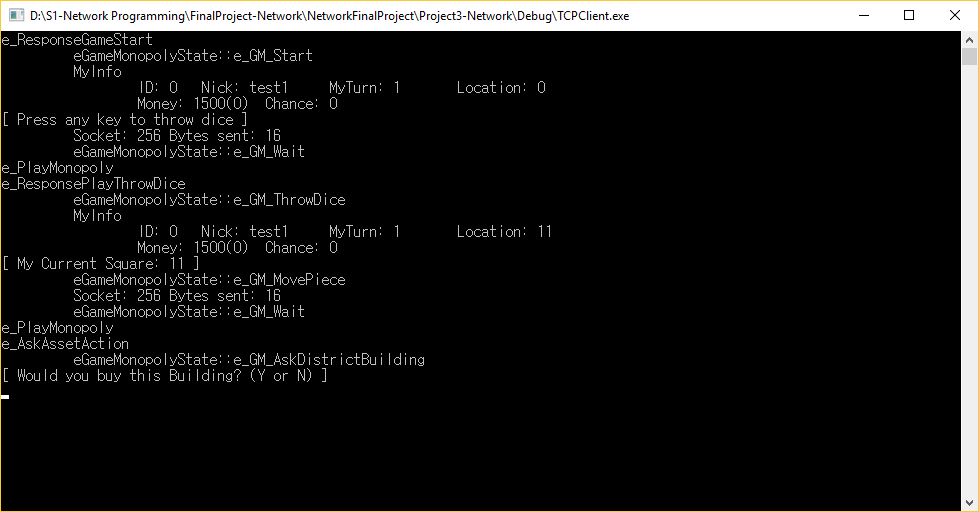 D:\S1-Network Programming\FinalProject-Network\NetworkFinalProject\Project3-Network\Debug\TCPClient.exe
e_ResponseGameStart
eGameMonopolyState::e_GM_Start
MyInfo
ID: 0 Nick: test1 MyTurn: 1 Location: 0
Money: 1500(0) Chance: 0
[ Press any key to throw dice ]
Socket: 256 Bytes sent: 16
eGameMonopolyState::e_GM_Wait
e_PlayMonopoly
e_ResponsePlayThrowDice
eGameMonopolyState::e_GM_ThrowDice
MyInfo
ID: 0 Nick: test1 MyTurn: 1 Location: 11
Money: 1500(0) Chance: 0
[ My Current Square: 11 ]
eGameMonopolyState::e_GM_MovePiece
Socket: 256 Bytes sent: 16
eGameMonopolyState::e_GM_Wait
e_PlayMonopoly
e_AskAssetAction
eGameMonopolyState::e_GM_AskDistrictBuilding
[ Would you buy this Building? (Y or N) ]